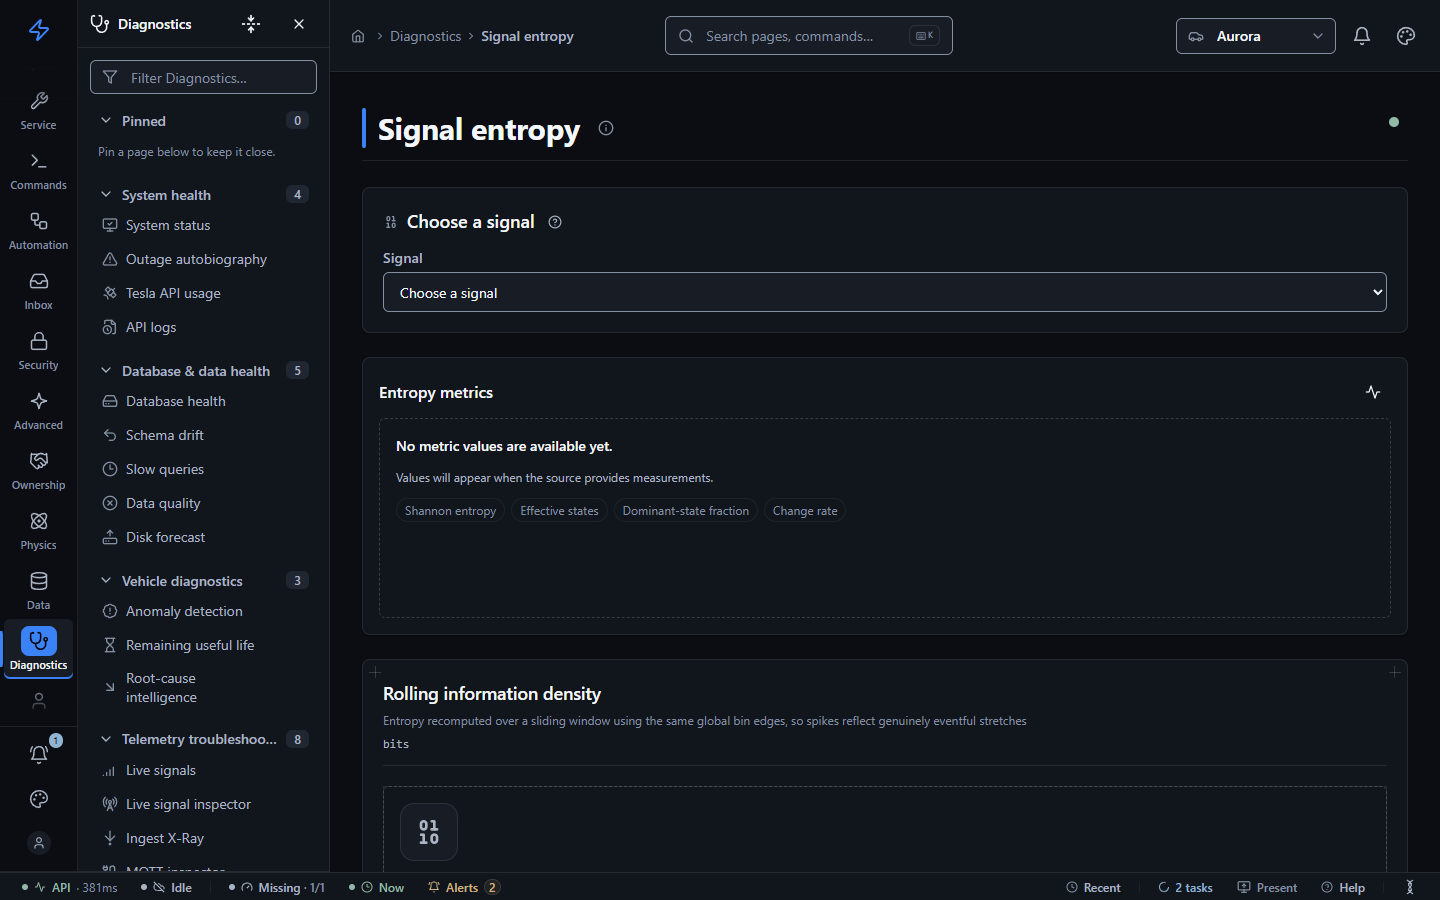 Diagnostics
Filter Diagnostics...
Pinned 0
Pin a page below to keep it close.
System health 4
System status
Outage autobiography
Tesla API usage
API logs
Database & data health 5
Database health
Schema drift
Slow queries
Data quality
Disk forecast
Vehicle diagnostics 3
Anomaly detection
Remaining useful life
Root-cause
intelligence
Telemetry troubleshoo... 8
Live signals
Live signal inspector
Ingest X-Ray
MQTT inspector
Service
Commands
Automation
Inbox
Security
Advanced
Ownership
Physics
Data
Diagnostics
1
Diagnostics > Signal entropy
Search pages, commands... K
Aurora
Signal entropy
Choose a signal
Signal
Choose a signal
Entropy metrics
No metric values are available yet.
Values will appear when the source provides measurements.
Shannon entropy Effective states Dominant-state fraction Change rate
Rolling information density
Entropy recomputed over a sliding window using the same global bin edges, so spikes reflect genuinely eventful stretches
bits
01
10
API · 381ms Idle Missing · 1/1 Now Alerts 2 Recent 2 tasks Present Help